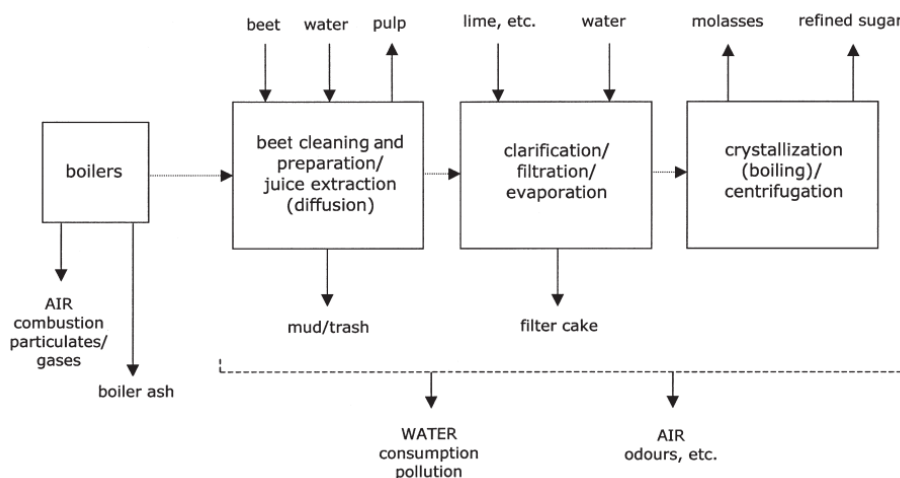 beet
water
pulp
lime, etc.
water
molasses
refined sugar
boilers
beet cleaning and
preparation/
juice extraction
(diffusion)
clarification/
filtration/
evaporation
crystallization
(boiling)/
centrifugation
AIR
combustion
particulates/
gases
boiler ash
mud/trash
filter cake
WATER
consumption
pollution
AIR
odours, etc.